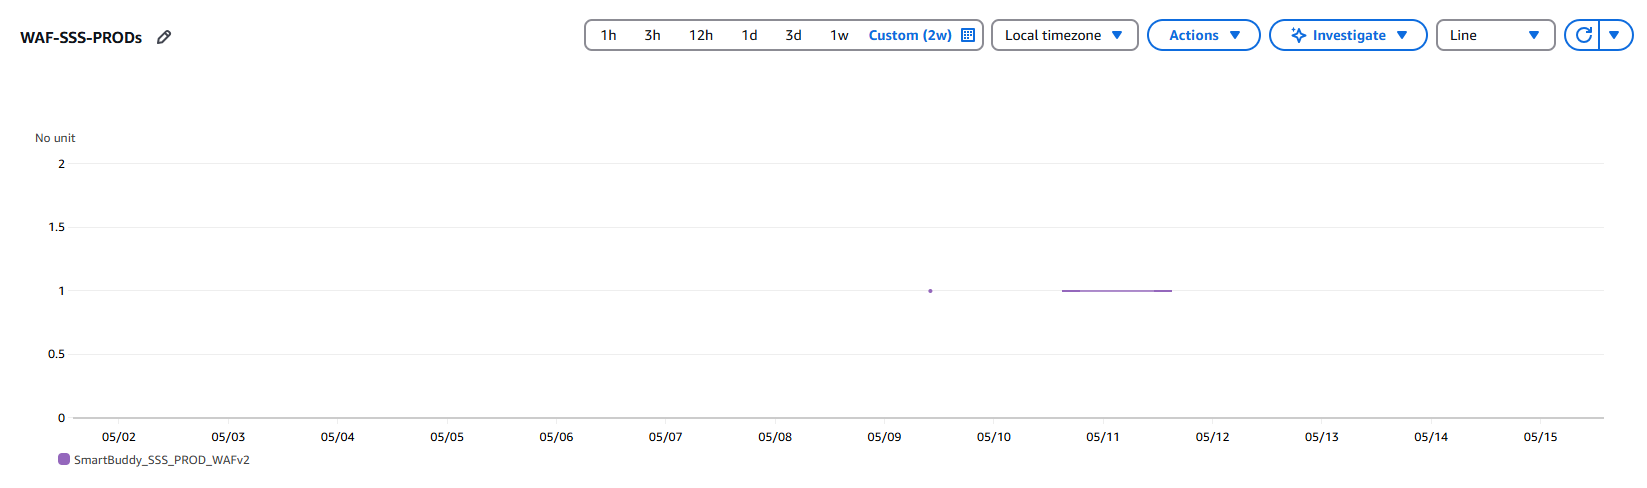 WAF-SSS-PRODs
1h 3h 12h 1d 3d 1w Custom (2w) Local timezone Actions Investigate Line
No unit
2
1.5
1
0.5
0
05/02 05/03 05/04 05/05 05/06 05/07 05/08 05/09 05/10 05/11 05/12 05/13 05/14 05/15
SmartBuddy_SSS_PROD_WAFv2